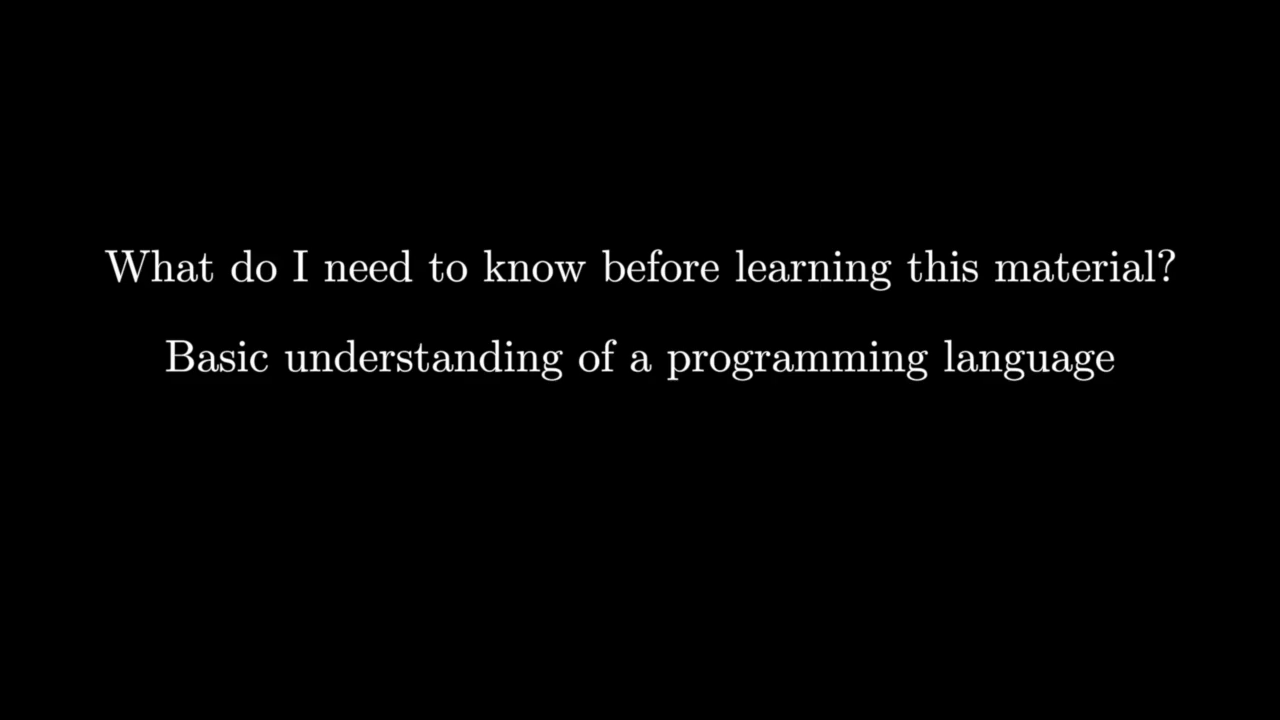 What do I need to know before learning this material?
Basic understanding of a programming language